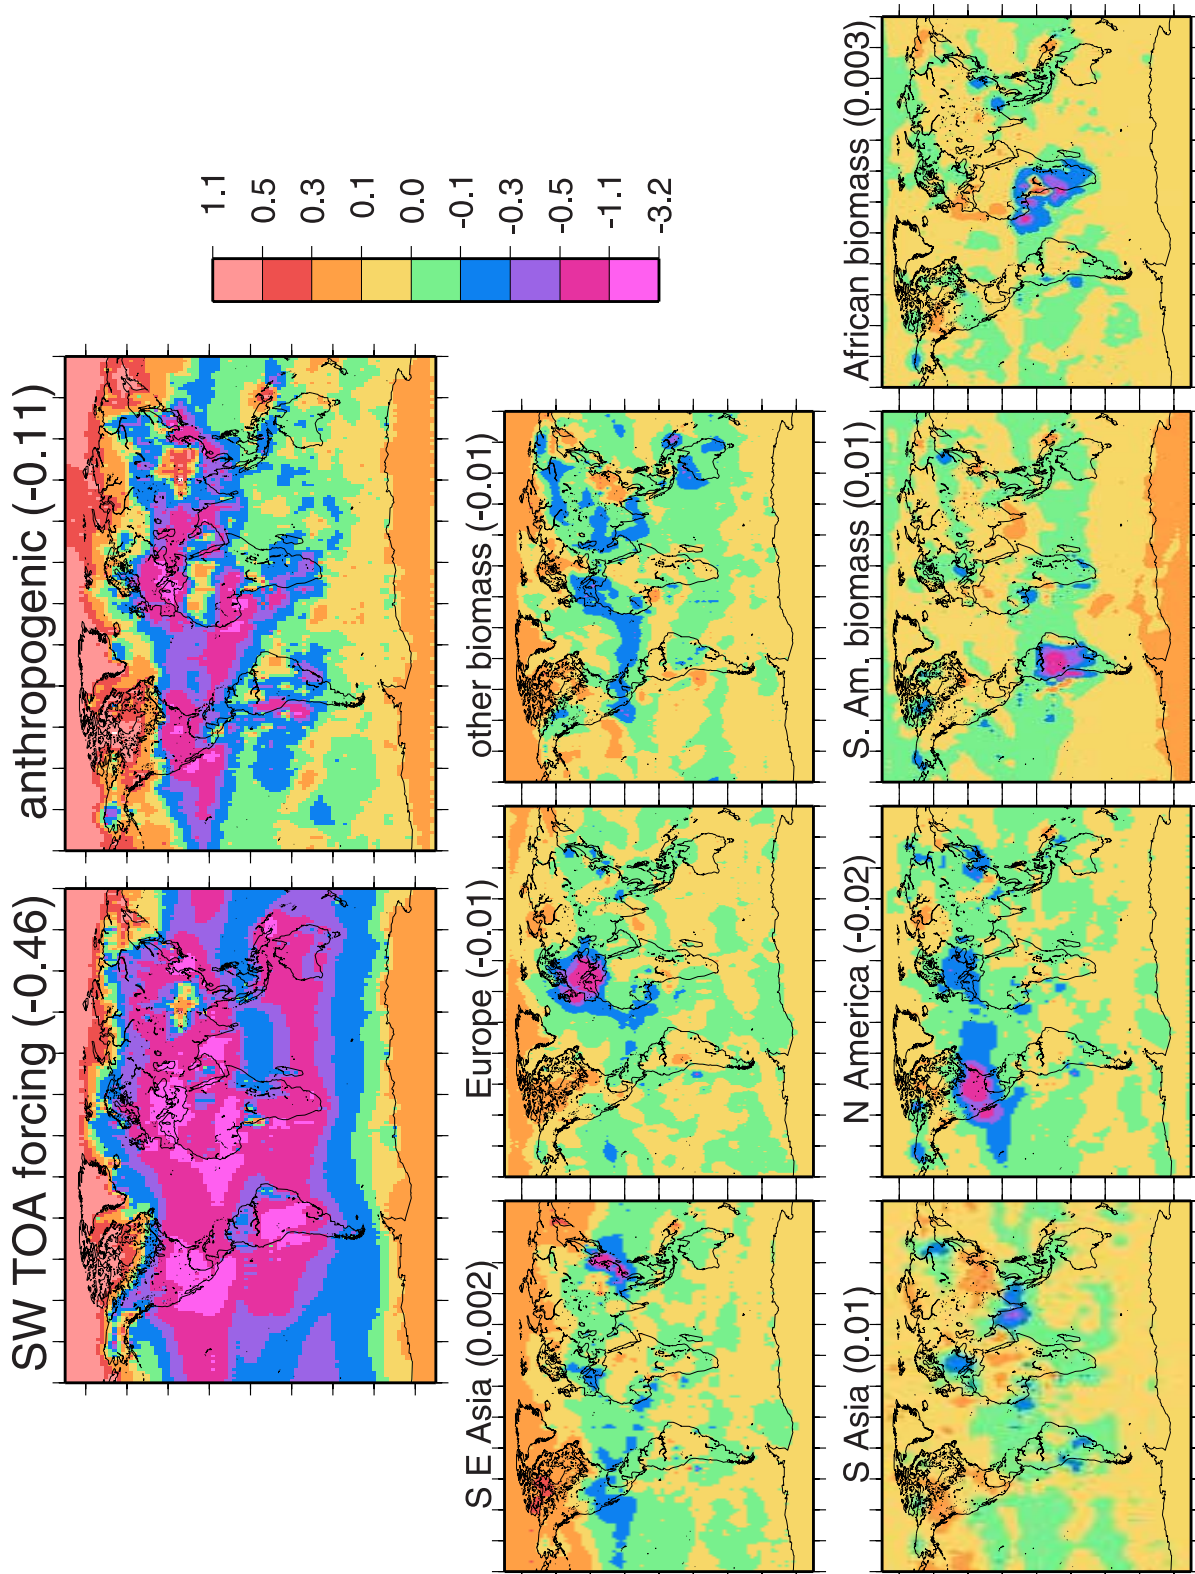 SW TOA forcing (-0.46)
anthropogenic (-0.11)
1.1
0.5
0.3
0.1
0.0
-0.1
-0.3
-0.5
-1.1
-3.2
S E Asia (0.002)
Europe (-0.01)
other biomass (-0.01)
S Asia (0.01)
N America (-0.02)
S. Am. biomass (0.01)
African biomass (0.003)